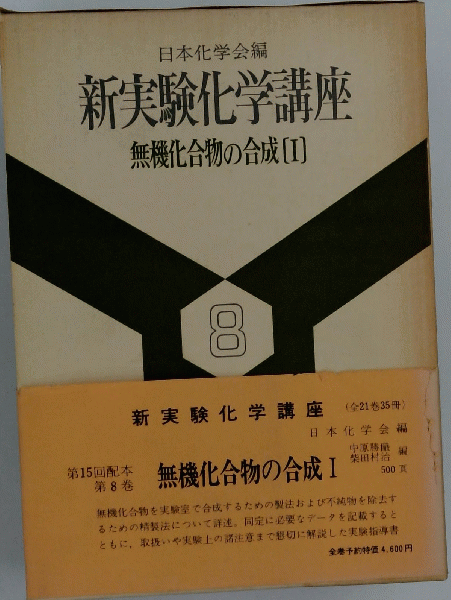 日本化学会編
新実験化学講座
無機化合物の合成〔I〕
8
新実験化学講座 (全21巻35冊)
日本化学会 編
中原勝儼
柴田村治 編
第15回配本
第8巻
無機化合物の合成 I
500頁
無機化合物を実験室で合成するための製法および不純物を除去す
るための精製法について詳述。同定に必要なデータを記載すると
ともに、取扱いや実験上の諸注意まで懇切に解説した実験指導書
全巻予約特価4,600円